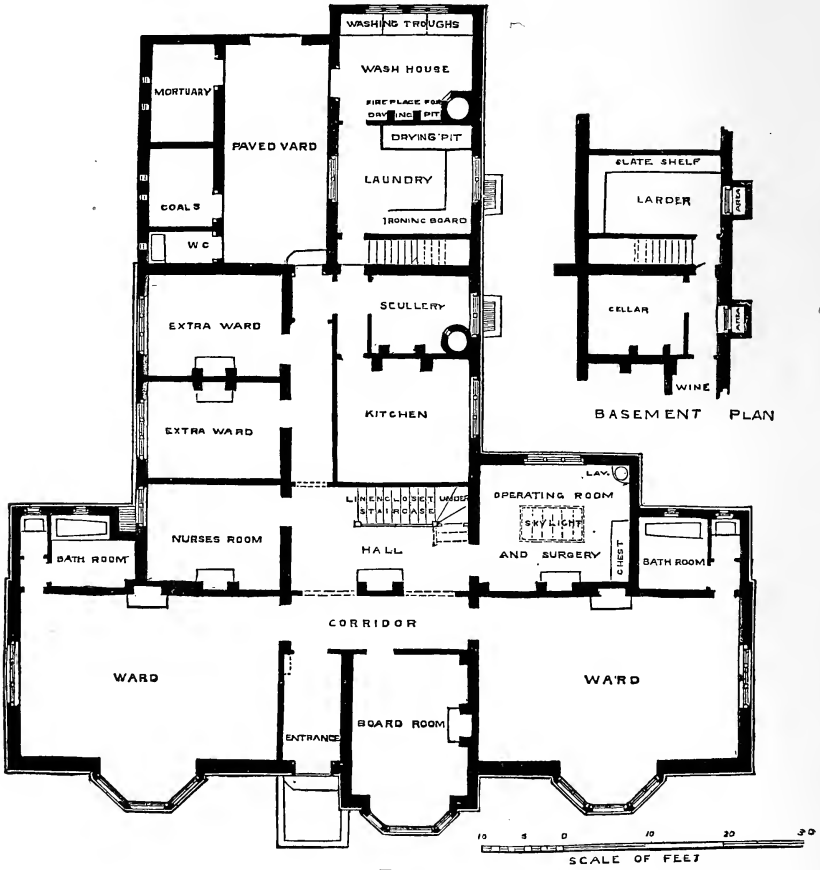 WASHING TROUGHS
WASH HOUSE
FIRE PLACE FOR
DRYING PIT
MORTUARY
PAVED YARD
DRYING PIT
LAUNDRY
IRONING BOARD
COALS
WC
SLATE SHELF
LARDER
AREA
CELLAR
AREA
WINE
BASEMENT PLAN
EXTRA WARD
SCULLERY
EXTRA WARD
KITCHEN
LINEN CLOSET UNDER
STAIRCASE
HALL
NURSES ROOM
LAV.
OPERATING ROOM
SKYLIGHT
AND SURGERY
CHEST
BATH ROOM
BATH ROOM
CORRIDOR
WARD
WARD
ENTRANCE
BOARD ROOM
10 5 0 10 20 30
SCALE OF FEET